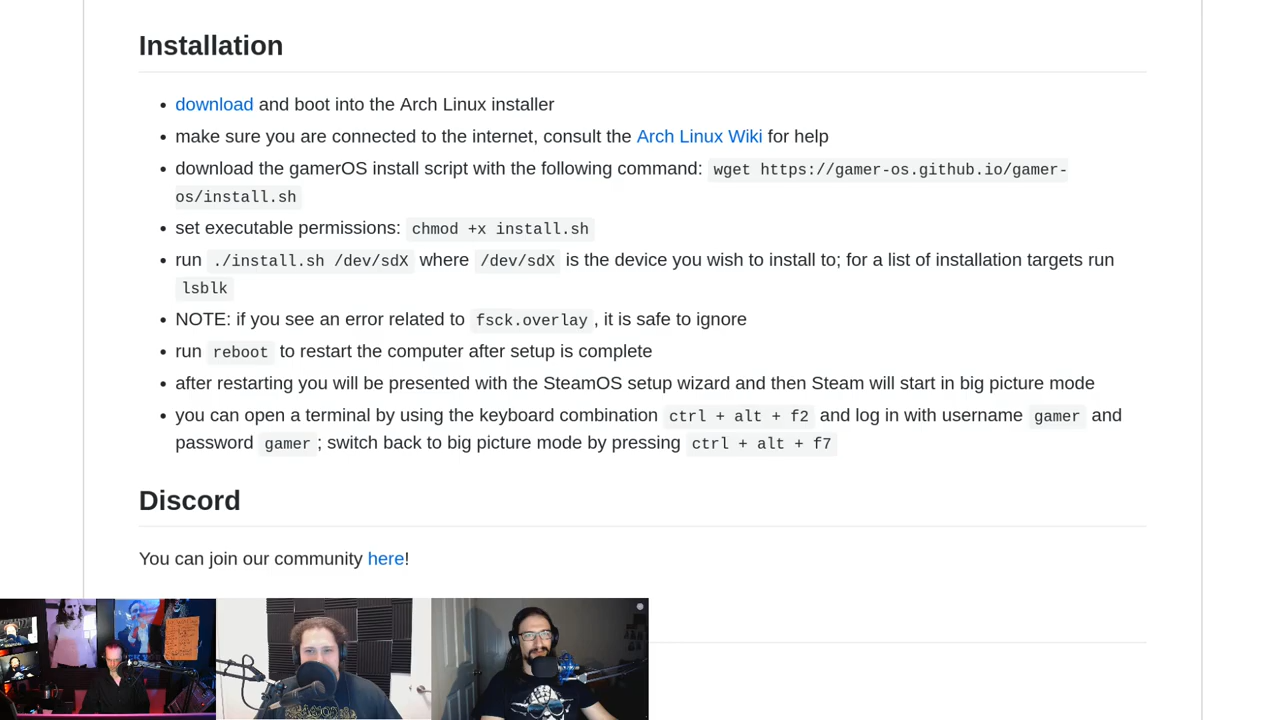 Installation
download and boot into the Arch Linux installer
make sure you are connected to the internet, consult the Arch Linux Wiki for help
download the gamerOS install script with the following command: wget https://gamer-os.github.io/gamer-
os/install.sh
set executable permissions: chmod +x install.sh
run ./install.sh /dev/sdX where /dev/sdX is the device you wish to install to; for a list of installation targets run
lsblk
NOTE: if you see an error related to fsck.overlay, it is safe to ignore
run reboot to restart the computer after setup is complete
after restarting you will be presented with the SteamOS setup wizard and then Steam will start in big picture mode
you can open a terminal by using the keyboard combination ctrl + alt + f2 and log in with username gamer and
password gamer; switch back to big picture mode by pressing ctrl + alt + f7
Discord
You can join our community here!